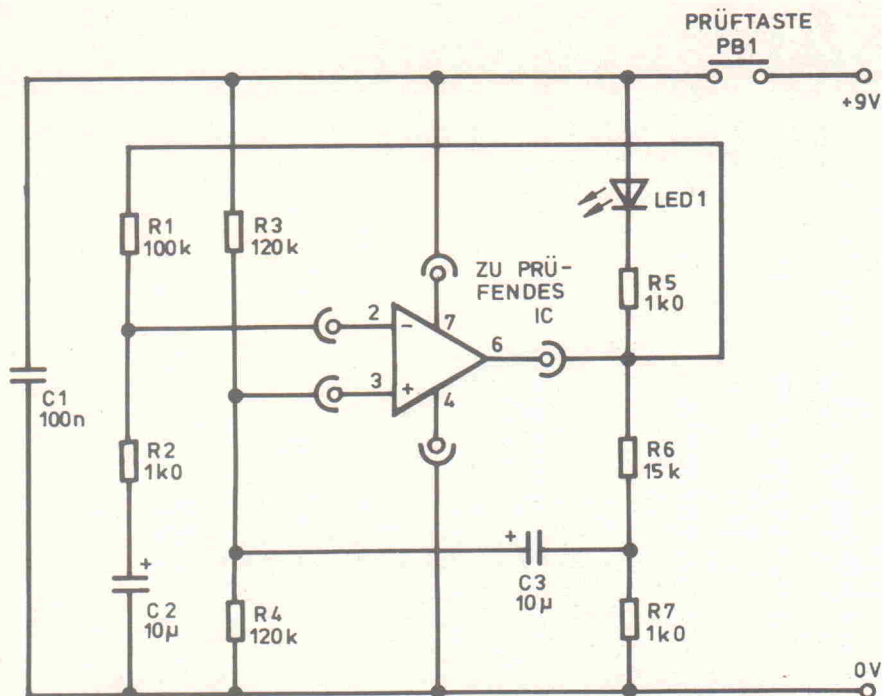 PRÜFTASTE
PB1
+9V
LED1
R1
100k
R3
120k
ZU PRÜ-
FENDES
IC
R5
1k0
2
-
7
6
3
+
4
C1
100n
R2
1k0
R6
15k
+
C2
10µ
R4
120k
+
C3
10µ
R7
1k0
0V